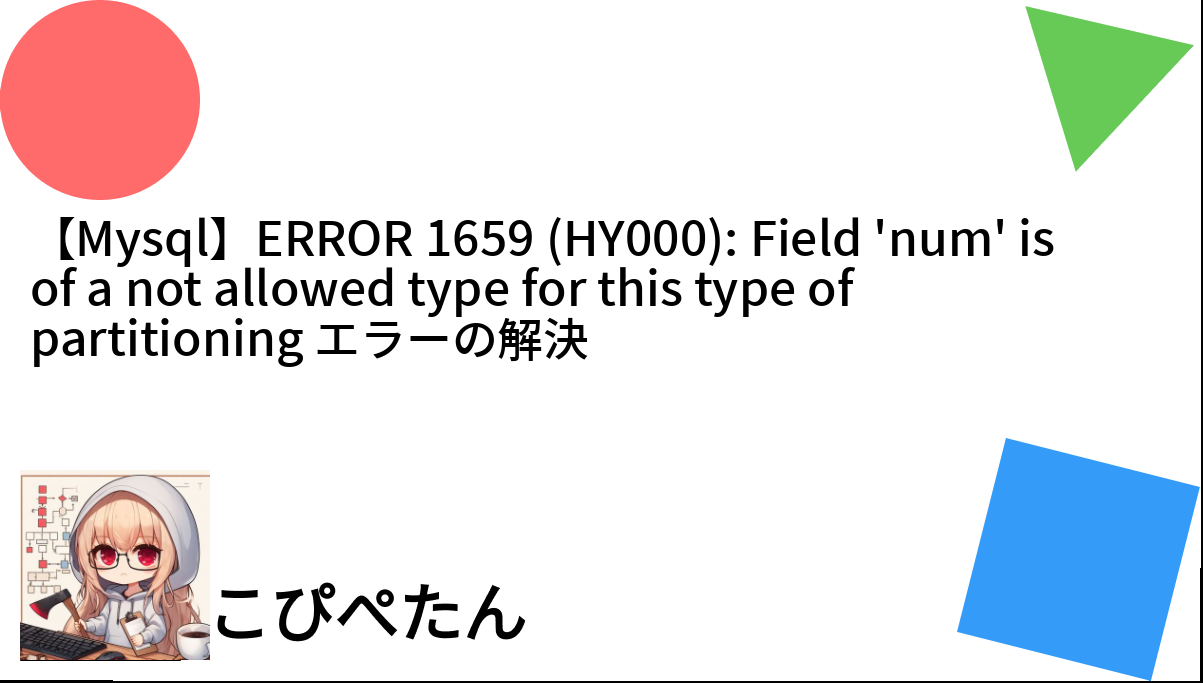 【Mysql】ERROR 1659 (HY000): Field 'num' is
of a not allowed type for this type of
partitioning エラーの解決
こぴぺたん